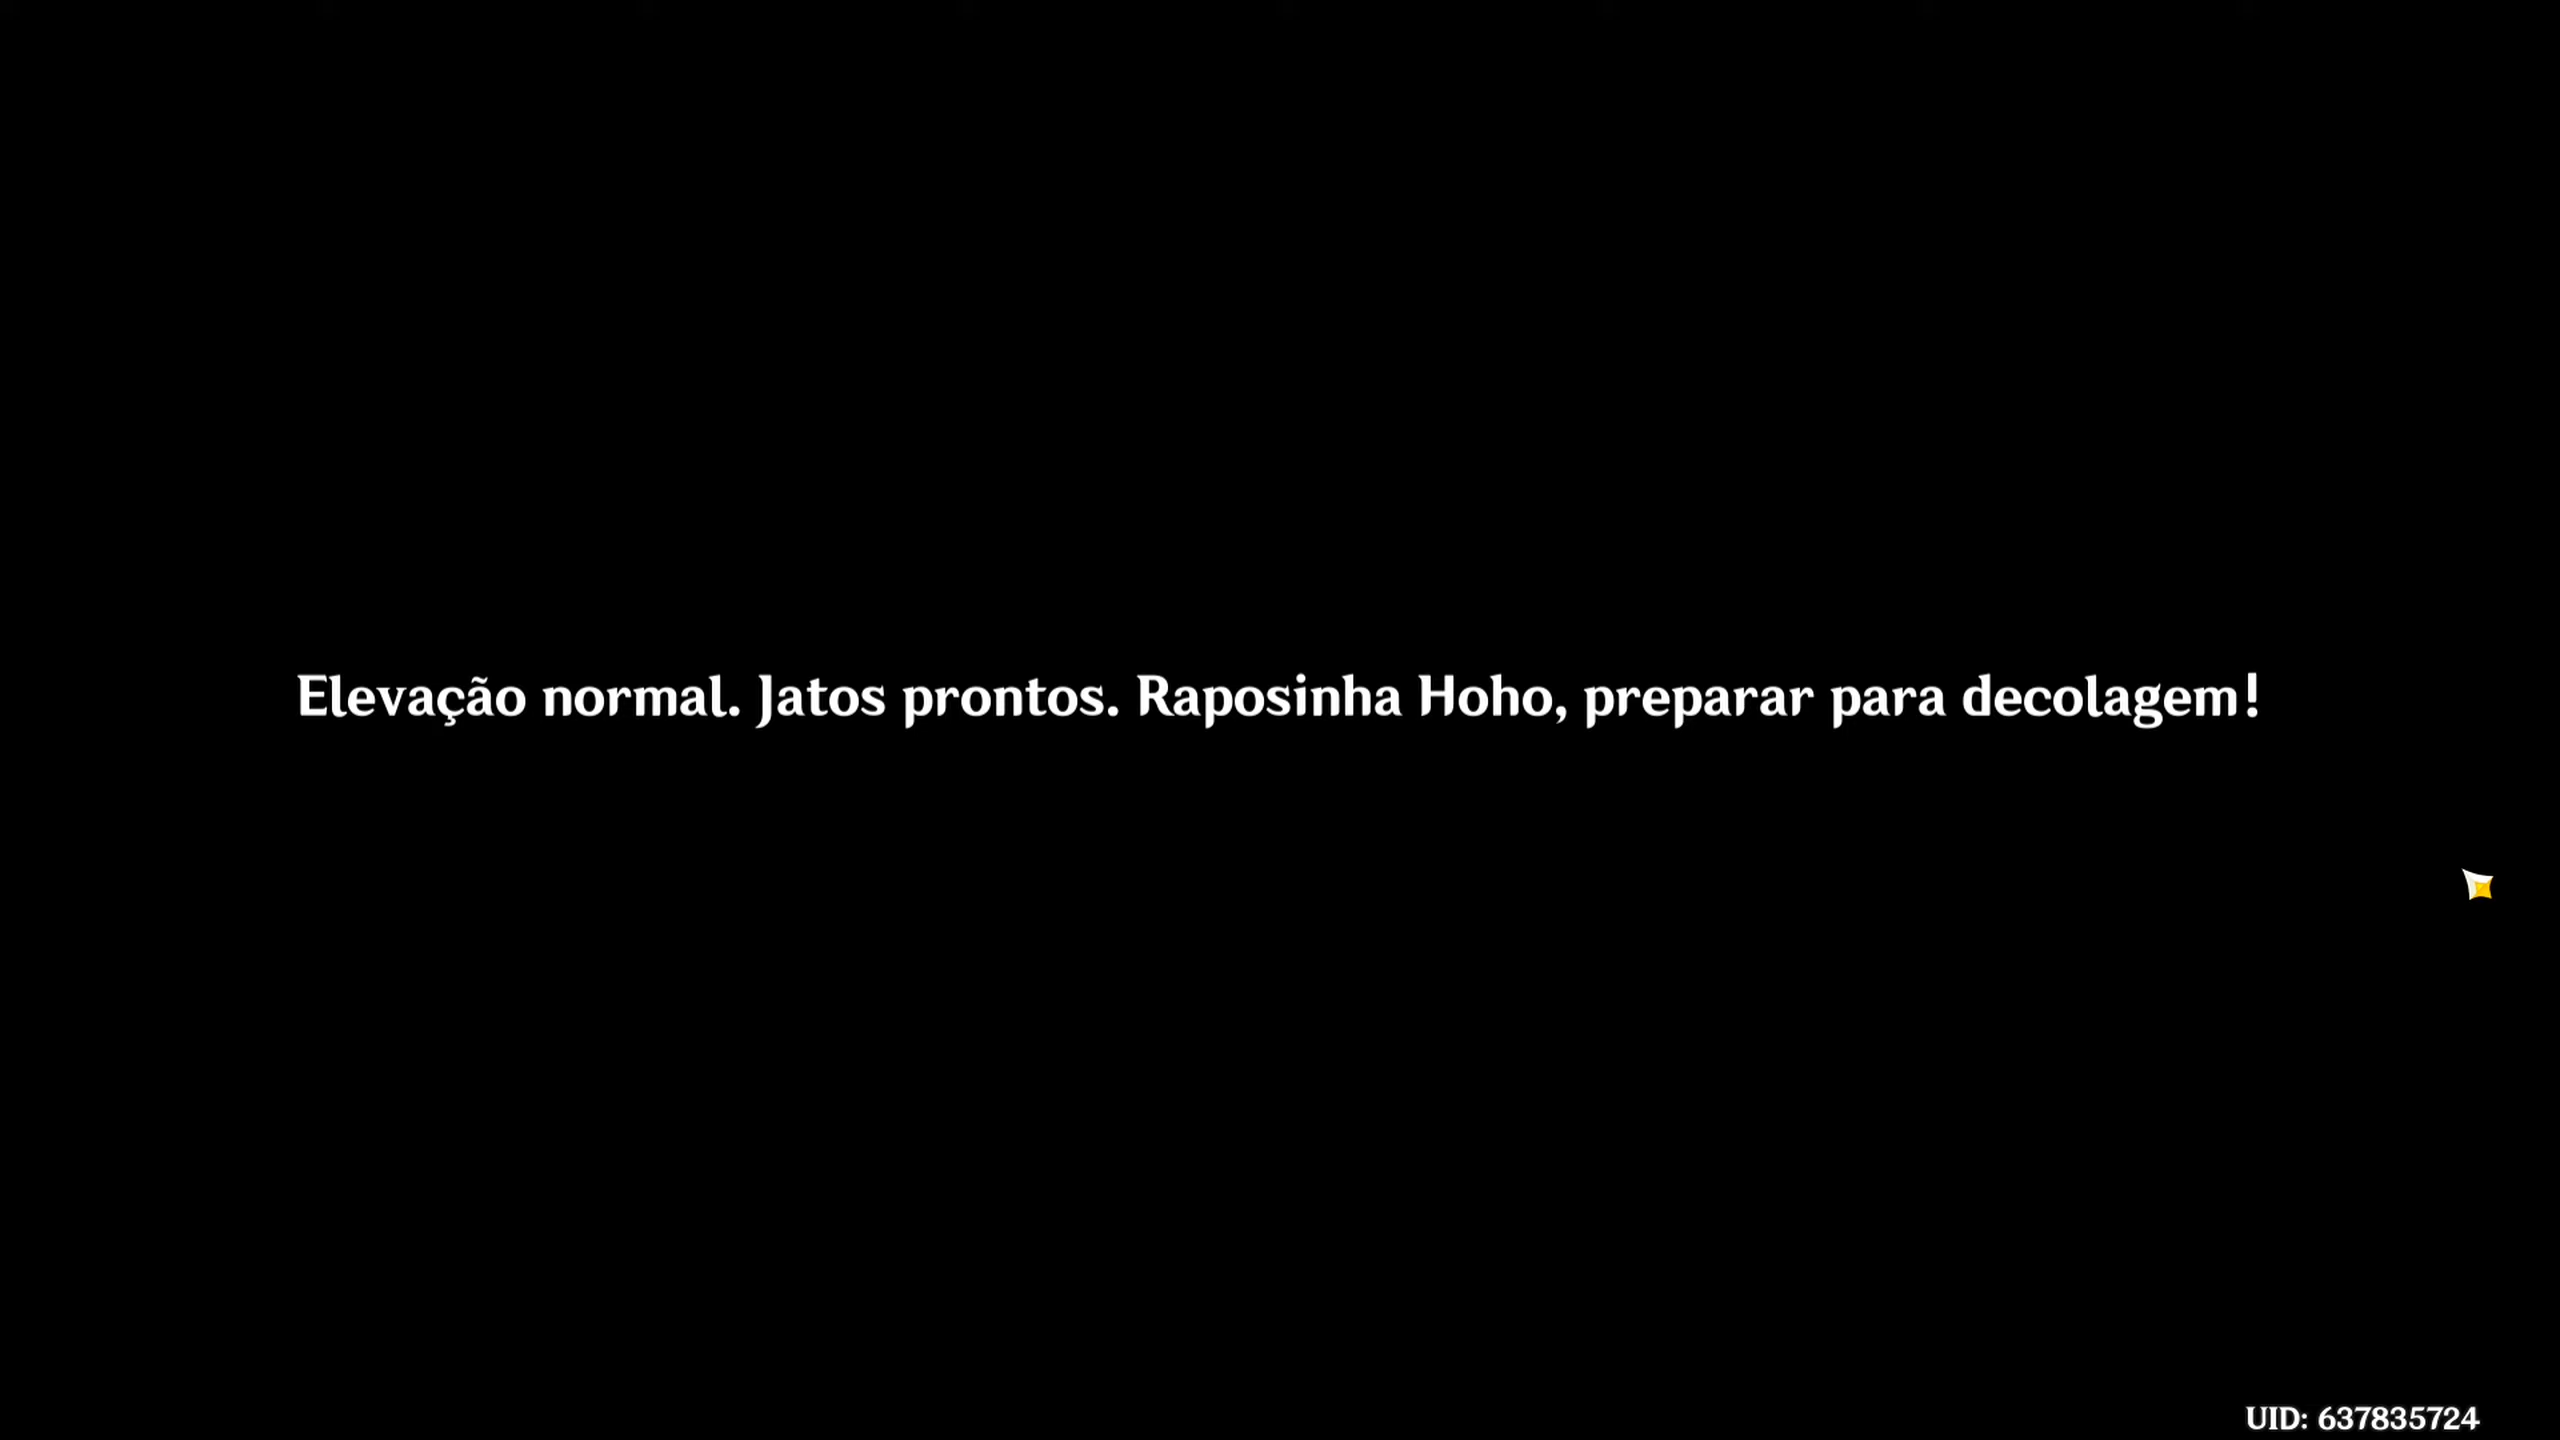 Elevação normal. Jatos prontos. Raposinha Hoho, preparar para decolagem!
UID: 637835724